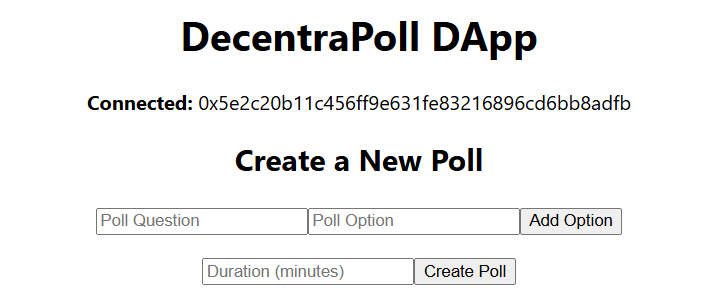 DecentraPoll DApp
Connected: 0x5e2c20b11c456ff9e631fe83216896cd6bb8adfb
Create a New Poll
Poll Question Poll Option Add Option
Duration (minutes) Create Poll